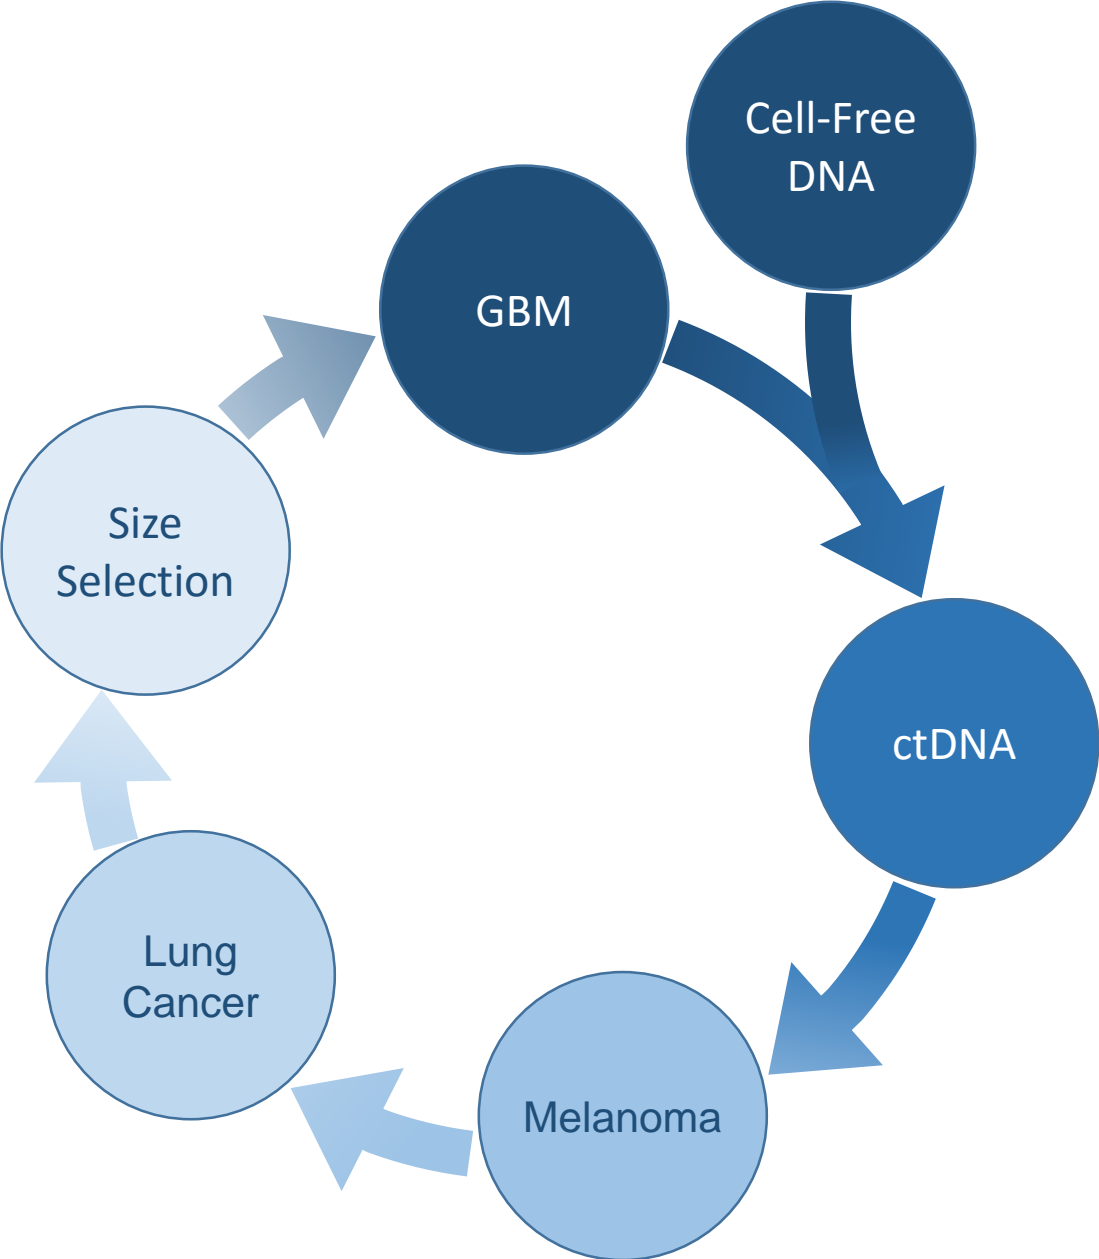 Cell-Free
DNA
GBM
ctDNA
Melanoma
Lung
Cancer
Size
Selection